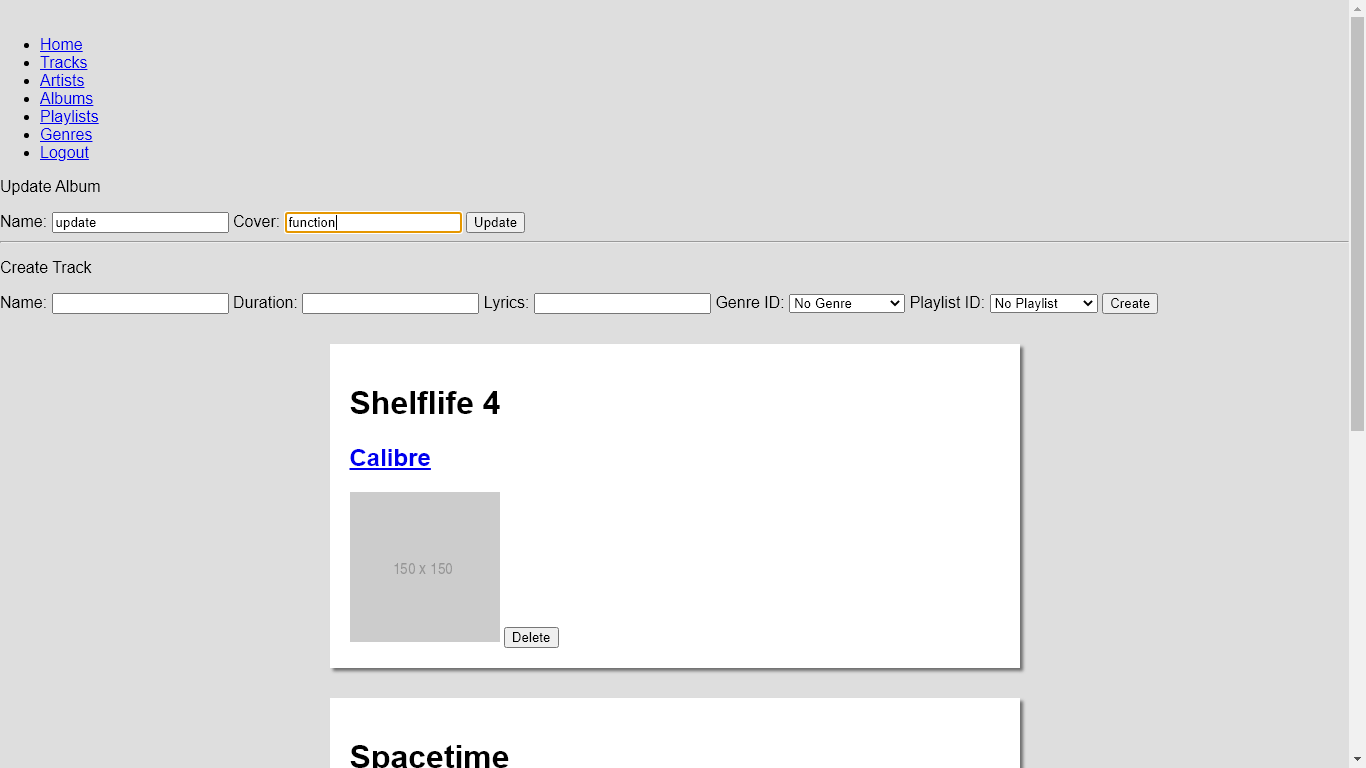 Home
Tracks
Artists
Albums
Playlists
Genres
Logout
Update Album
Name: update Cover: function Update
Create Track
Name: Duration: Lyrics: Genre ID: No Genre Playlist ID: No Playlist Create
Shelflife 4
Calibre
150 x 150
Delete
Spacetime